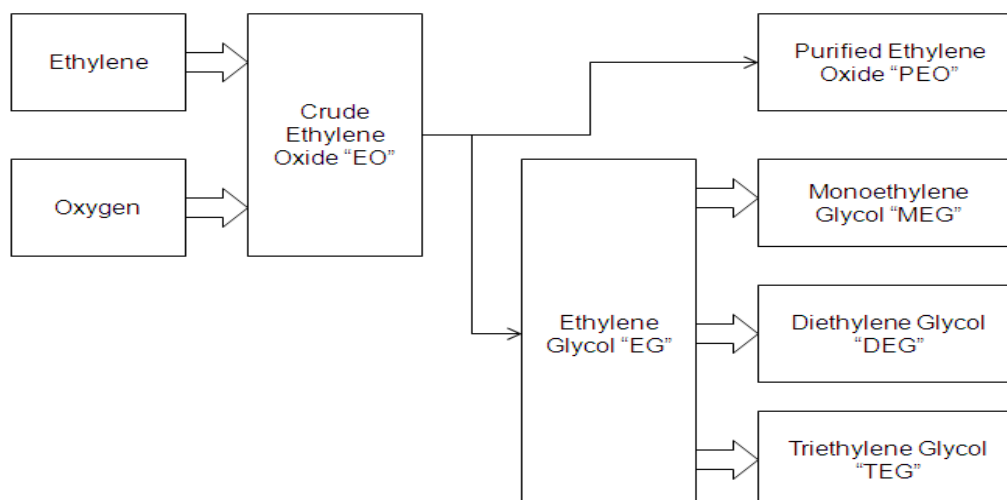 Ethylene
Oxygen
Crude
Ethylene
Oxide “EO”
Ethylene
Glycol “EG”
Purified Ethylene
Oxide “PEO”
Monoethylene
Glycol “MEG”
Diethylene Glycol
“DEG”
Triethylene Glycol
“TEG”